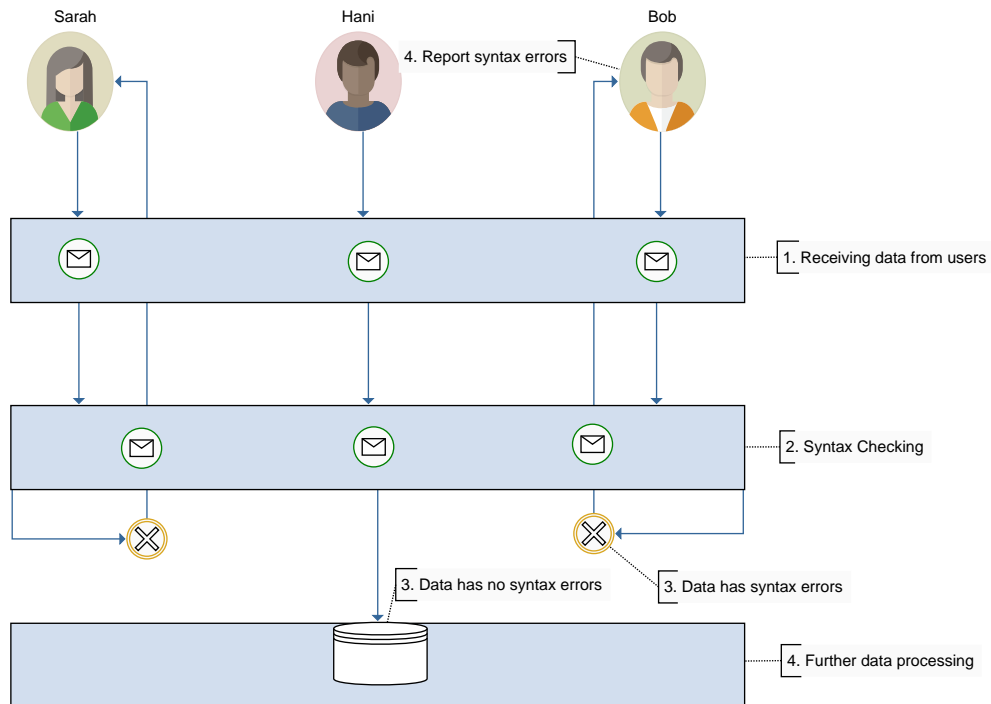 Sarah
Hani
Bob
4. Report syntax errors
1. Receiving data from users
2. Syntax Checking
3. Data has no syntax errors
3. Data has syntax errors
4. Further data processing